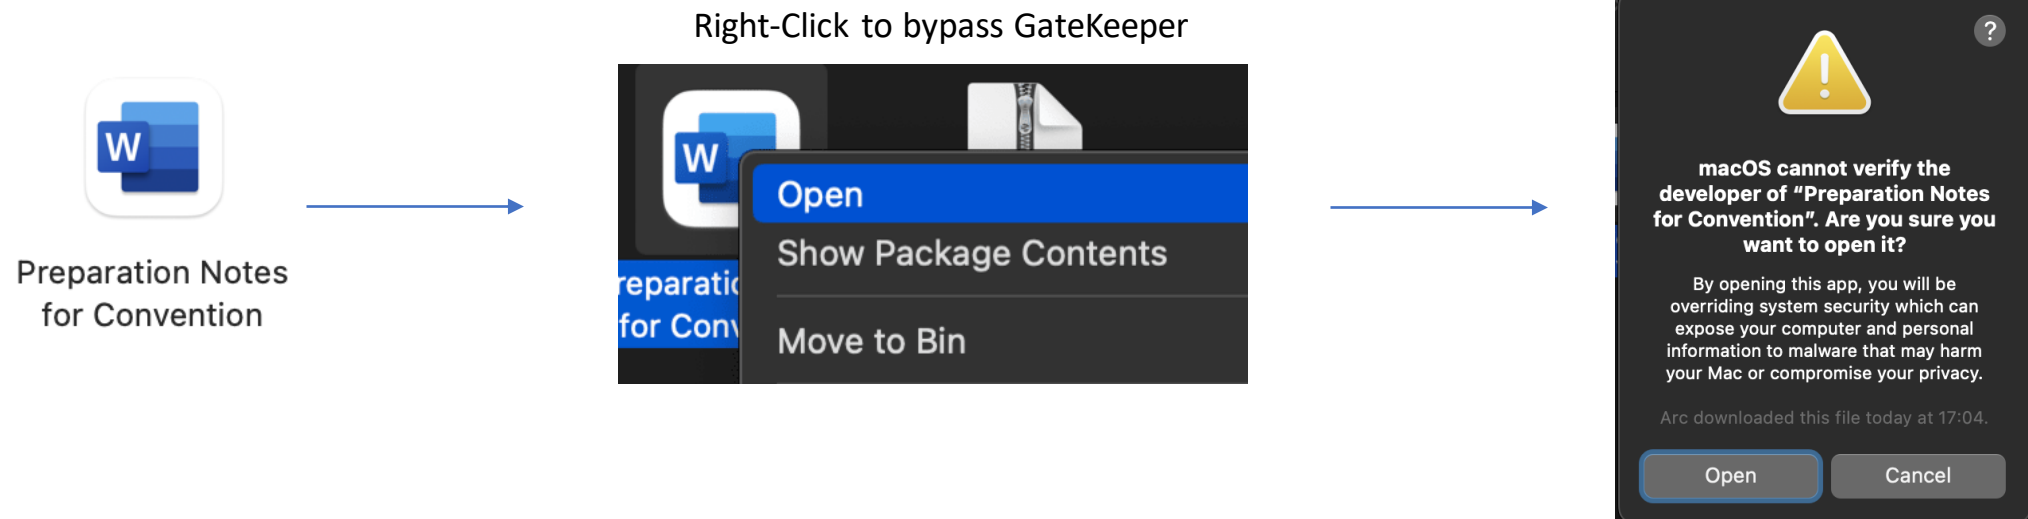 Right-Click to bypass GateKeeper
W
Preparation Notes
for Convention
W
reparatio
for Conv
Open
Show Package Contents
Move to Bin
?
!
macOS cannot verify the
developer of “Preparation Notes
for Convention”. Are you sure you
want to open it?
By opening this app, you will be
overriding system security which can
expose your computer and personal
information to malware that may harm
your Mac or compromise your privacy.
Arc downloaded this file today at 17:04.
Open
Cancel